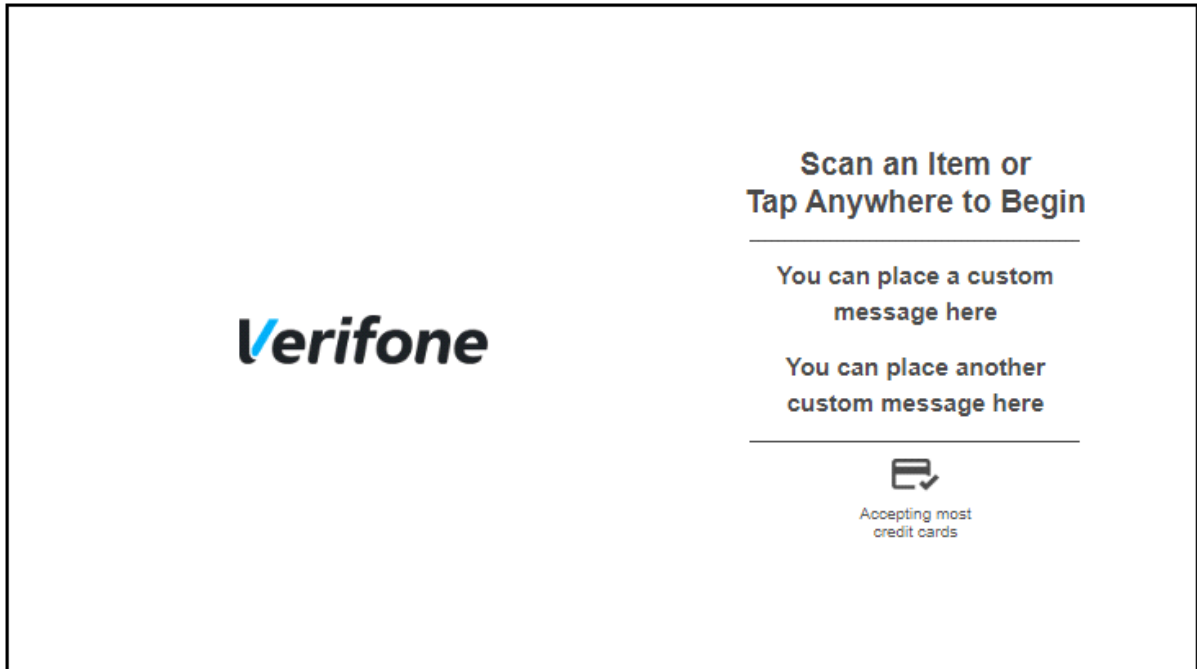 Verifone
Scan an Item or
Tap Anywhere to Begin
You can place a custom
message here
You can place another
custom message here
Accepting most
credit cards